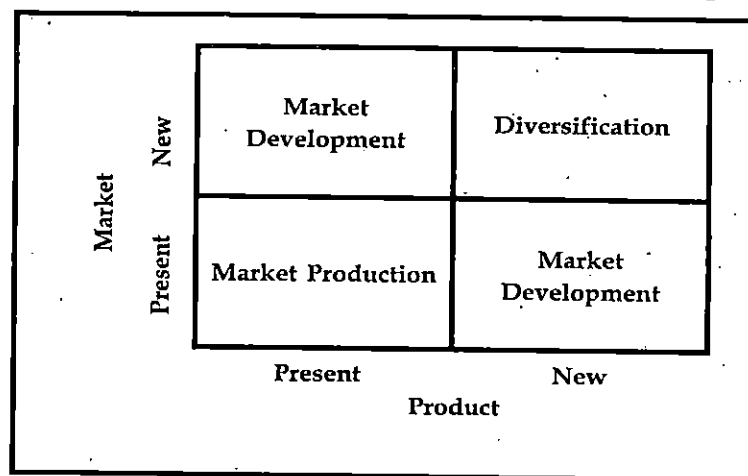 Market
Development
Diversification
New
Market
Present
Market Production
Market
Development
Present
New
Product